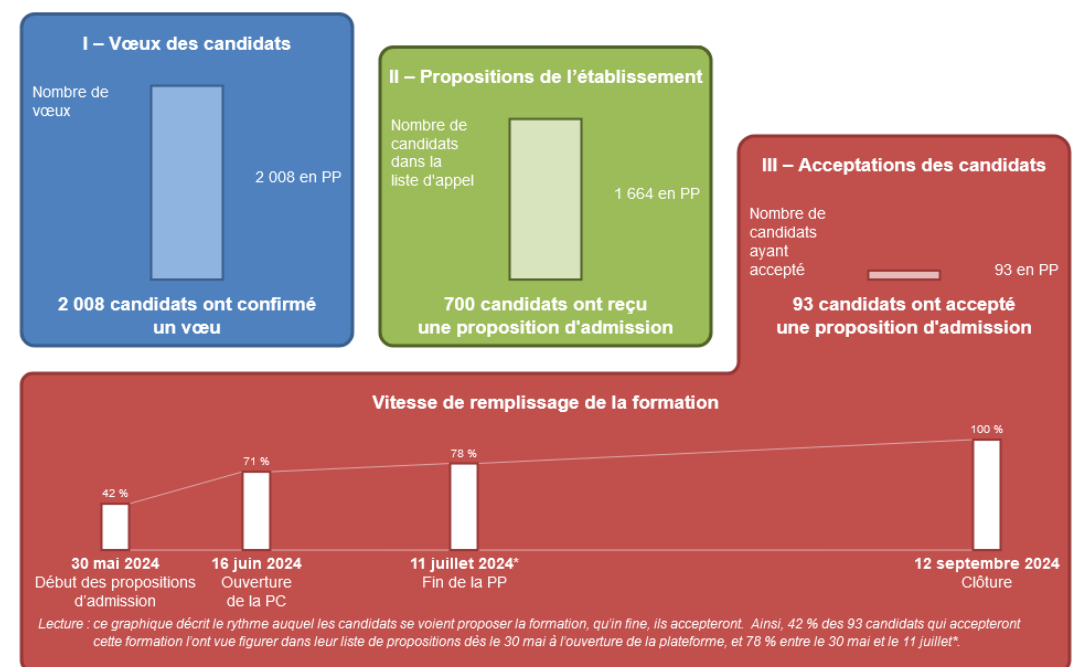 I – Vœux des candidats
Nombre de
vœux
2 008 en PP
2 008 candidats ont confirmé
un vœu
II – Propositions de l'établissement
Nombre de
candidats
dans la
liste d'appel
1 664 en PP
700 candidats ont reçu
une proposition d'admission
III – Acceptations des candidats
Nombre de
candidats
ayant
accepté
93 en PP
93 candidats ont accepté
une proposition d'admission
Vitesse de remplissage de la formation
42 %
71 %
78 %
100 %
30 mai 2024
Début des propositions
d'admission
16 juin 2024
Ouverture
de la PC
11 juillet 2024*
Fin de la PP
12 septembre 2024
Clôture
Lecture : ce graphique décrit le rythme auquel les candidats se voient proposer la formation, qu'in fine, ils accepteront. Ainsi, 42 % des 93 candidats qui accepteront
cette formation l'ont vue figurer dans leur liste de propositions dès le 30 mai à l'ouverture de la plateforme, et 78 % entre le 30 mai et le 11 juillet*.